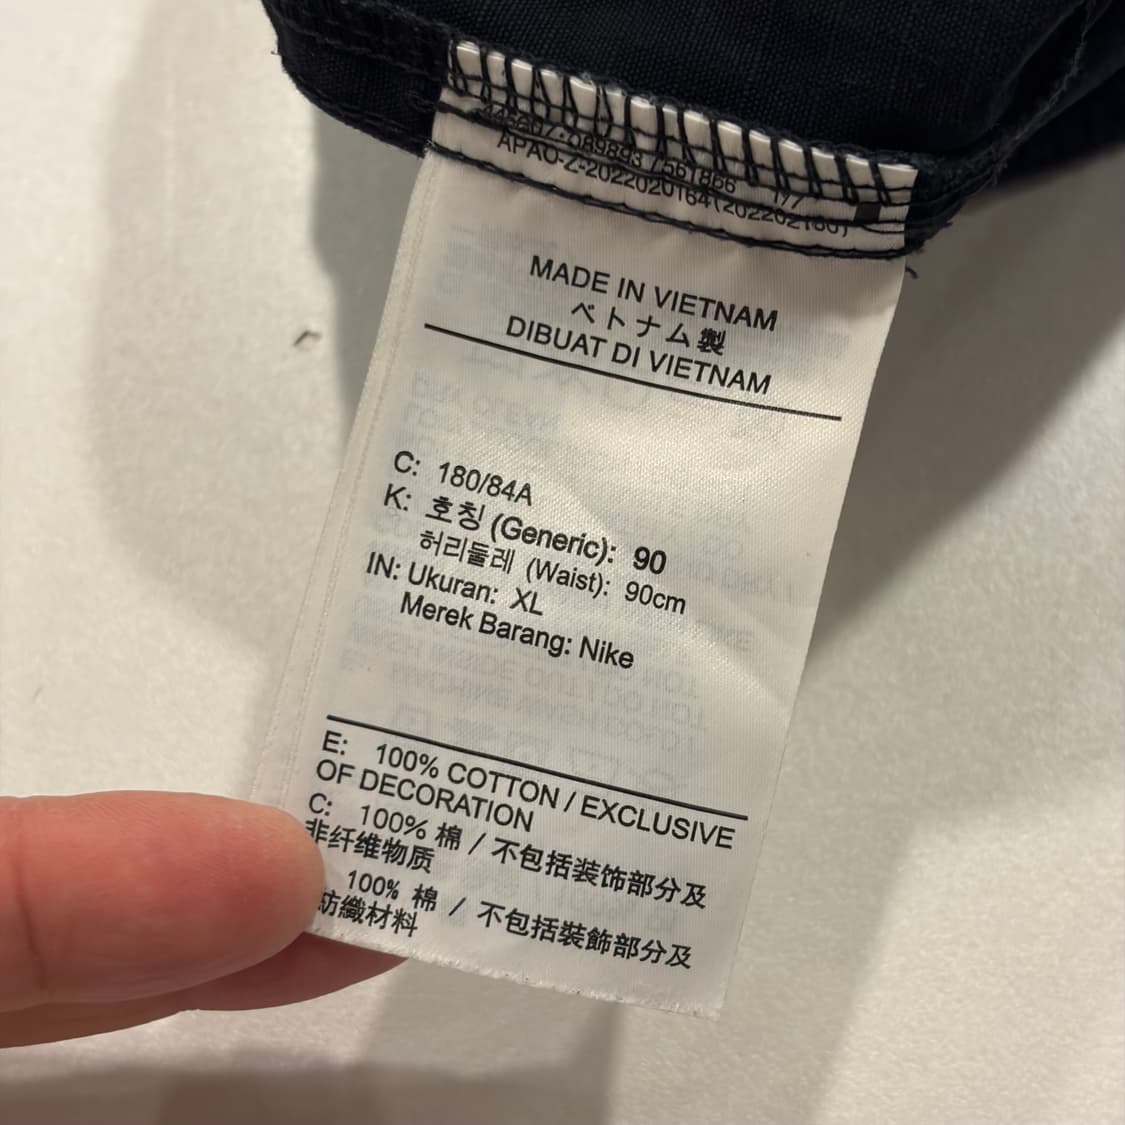 APAO-Z-2022020164(2022021
MADE IN VIETNAM
ベトナム製
DIBUAT DI VIETNAM
C: 180/84A
K: 호칭 (Generic): 90
허리둘레 (Waist): 90cm
IN: Ukuran: XL
Merek Barang: Nike
E: 100% COTTON / EXCLUSIVE
OF DECORATION
C: 100% 棉 / 不包括装饰部分及
非纤维物质
100% 棉 / 不包括裝飾部分及
紡織材料